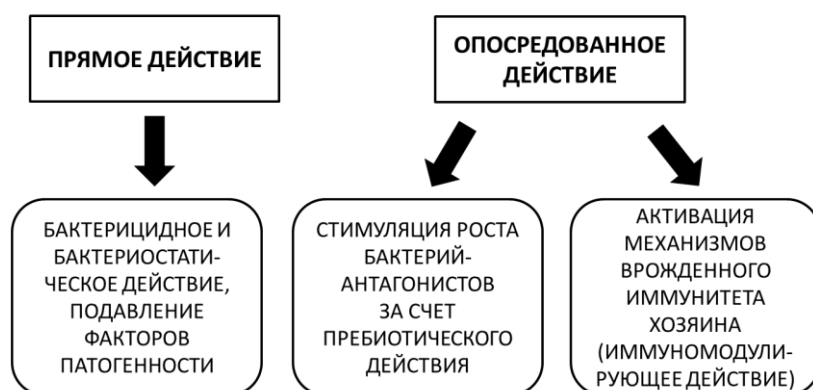 ПРЯМОЕ ДЕЙСТВИЕ
ОПОСРЕДОВАННОЕ
ДЕЙСТВИЕ
БАКТЕРИЦИДНОЕ И
БАКТЕРИОСТАТИ-
ЧЕСКОЕ ДЕЙСТВИЕ,
ПОДАВЛЕНИЕ
ФАКТОРОВ
ПАТОГЕННОСТИ
СТИМУЛЯЦИЯ РОСТА
БАКТЕРИЙ-
АНТАГОНИСТОВ
ЗА СЧЕТ
ПРЕБИОТИЧЕСКОГО
ДЕЙСТВИЯ
АКТИВАЦИЯ
МЕХАНИЗМОВ
ВРОЖДЕННОГО
ИММУНИТЕТА
ХОЗЯИНА
(ИММУНОМОДУЛИ-
РУЮЩЕЕ ДЕЙСТВИЕ)